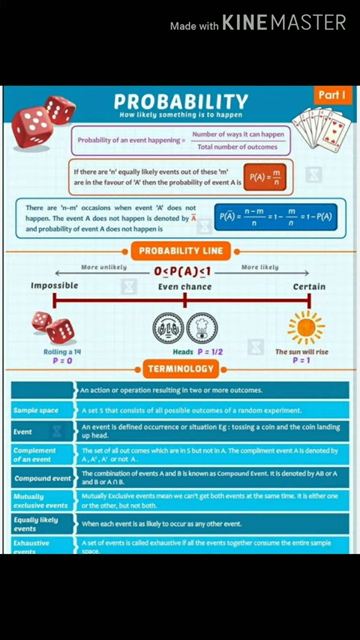 Made with KINEMASTER
Part I
PROBABILITY
How likely something is to happen
Probability of an event happening = Number of ways it can happen / Total number of outcomes
If there are 'n' equally likely events out of these 'm'
are in the favour of 'A' then the probability of event A is
P(A) = m/n
There are 'n-m' occasions when event 'A' does not
happen. The event A does not happen is denoted by A̅
and probability of event A does not happen is
P(A̅) = n-m/n = 1 - m/n = 1 - P(A)
PROBABILITY LINE
More unlikely
0≤P(A)≤1
More likely
Impossible
Even chance
Certain
Rolling a 14
P = 0
Heads P = 1/2
The sun will rise
P = 1
TERMINOLOGY
An action or operation resulting in two or more outcomes.
Sample space
A set S that consists of all possible outcomes of a random experiment.
Event
An event is defined occurrence or situation Eg : tossing a coin and the coin landing
up head.
Complement
of an event
The set of all out comes which are in S but not in A. The compliment event A is denoted by
A̅, A', Aᶜ or not A.
Compound event
The combination of events A and B is known as Compound Event. It is denoted by AB or A
and B or A ∩ B.
Mutually
exclusive events
Mutually Exclusive events mean we can't get both events at the same time. It is either one
or the other, but not both.
Equally likely
events
When each event is as likely to occur as any other event.
Exhaustive
events
A set of events is called exhaustive if all the events together consume the entire sample
space.